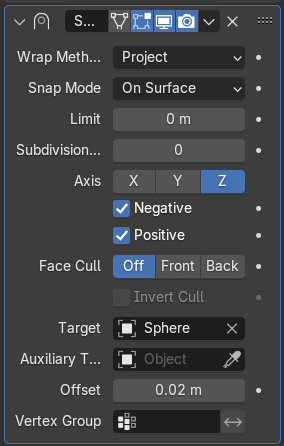 S...
Wrap Meth... Project
Snap Mode On Surface
Limit 0 m
Subdivision... 0
Axis X Y Z
Negative
Positive
Face Cull Off Front Back
Invert Cull
Target Sphere
Auxiliary T... Object
Offset 0.02 m
Vertex Group